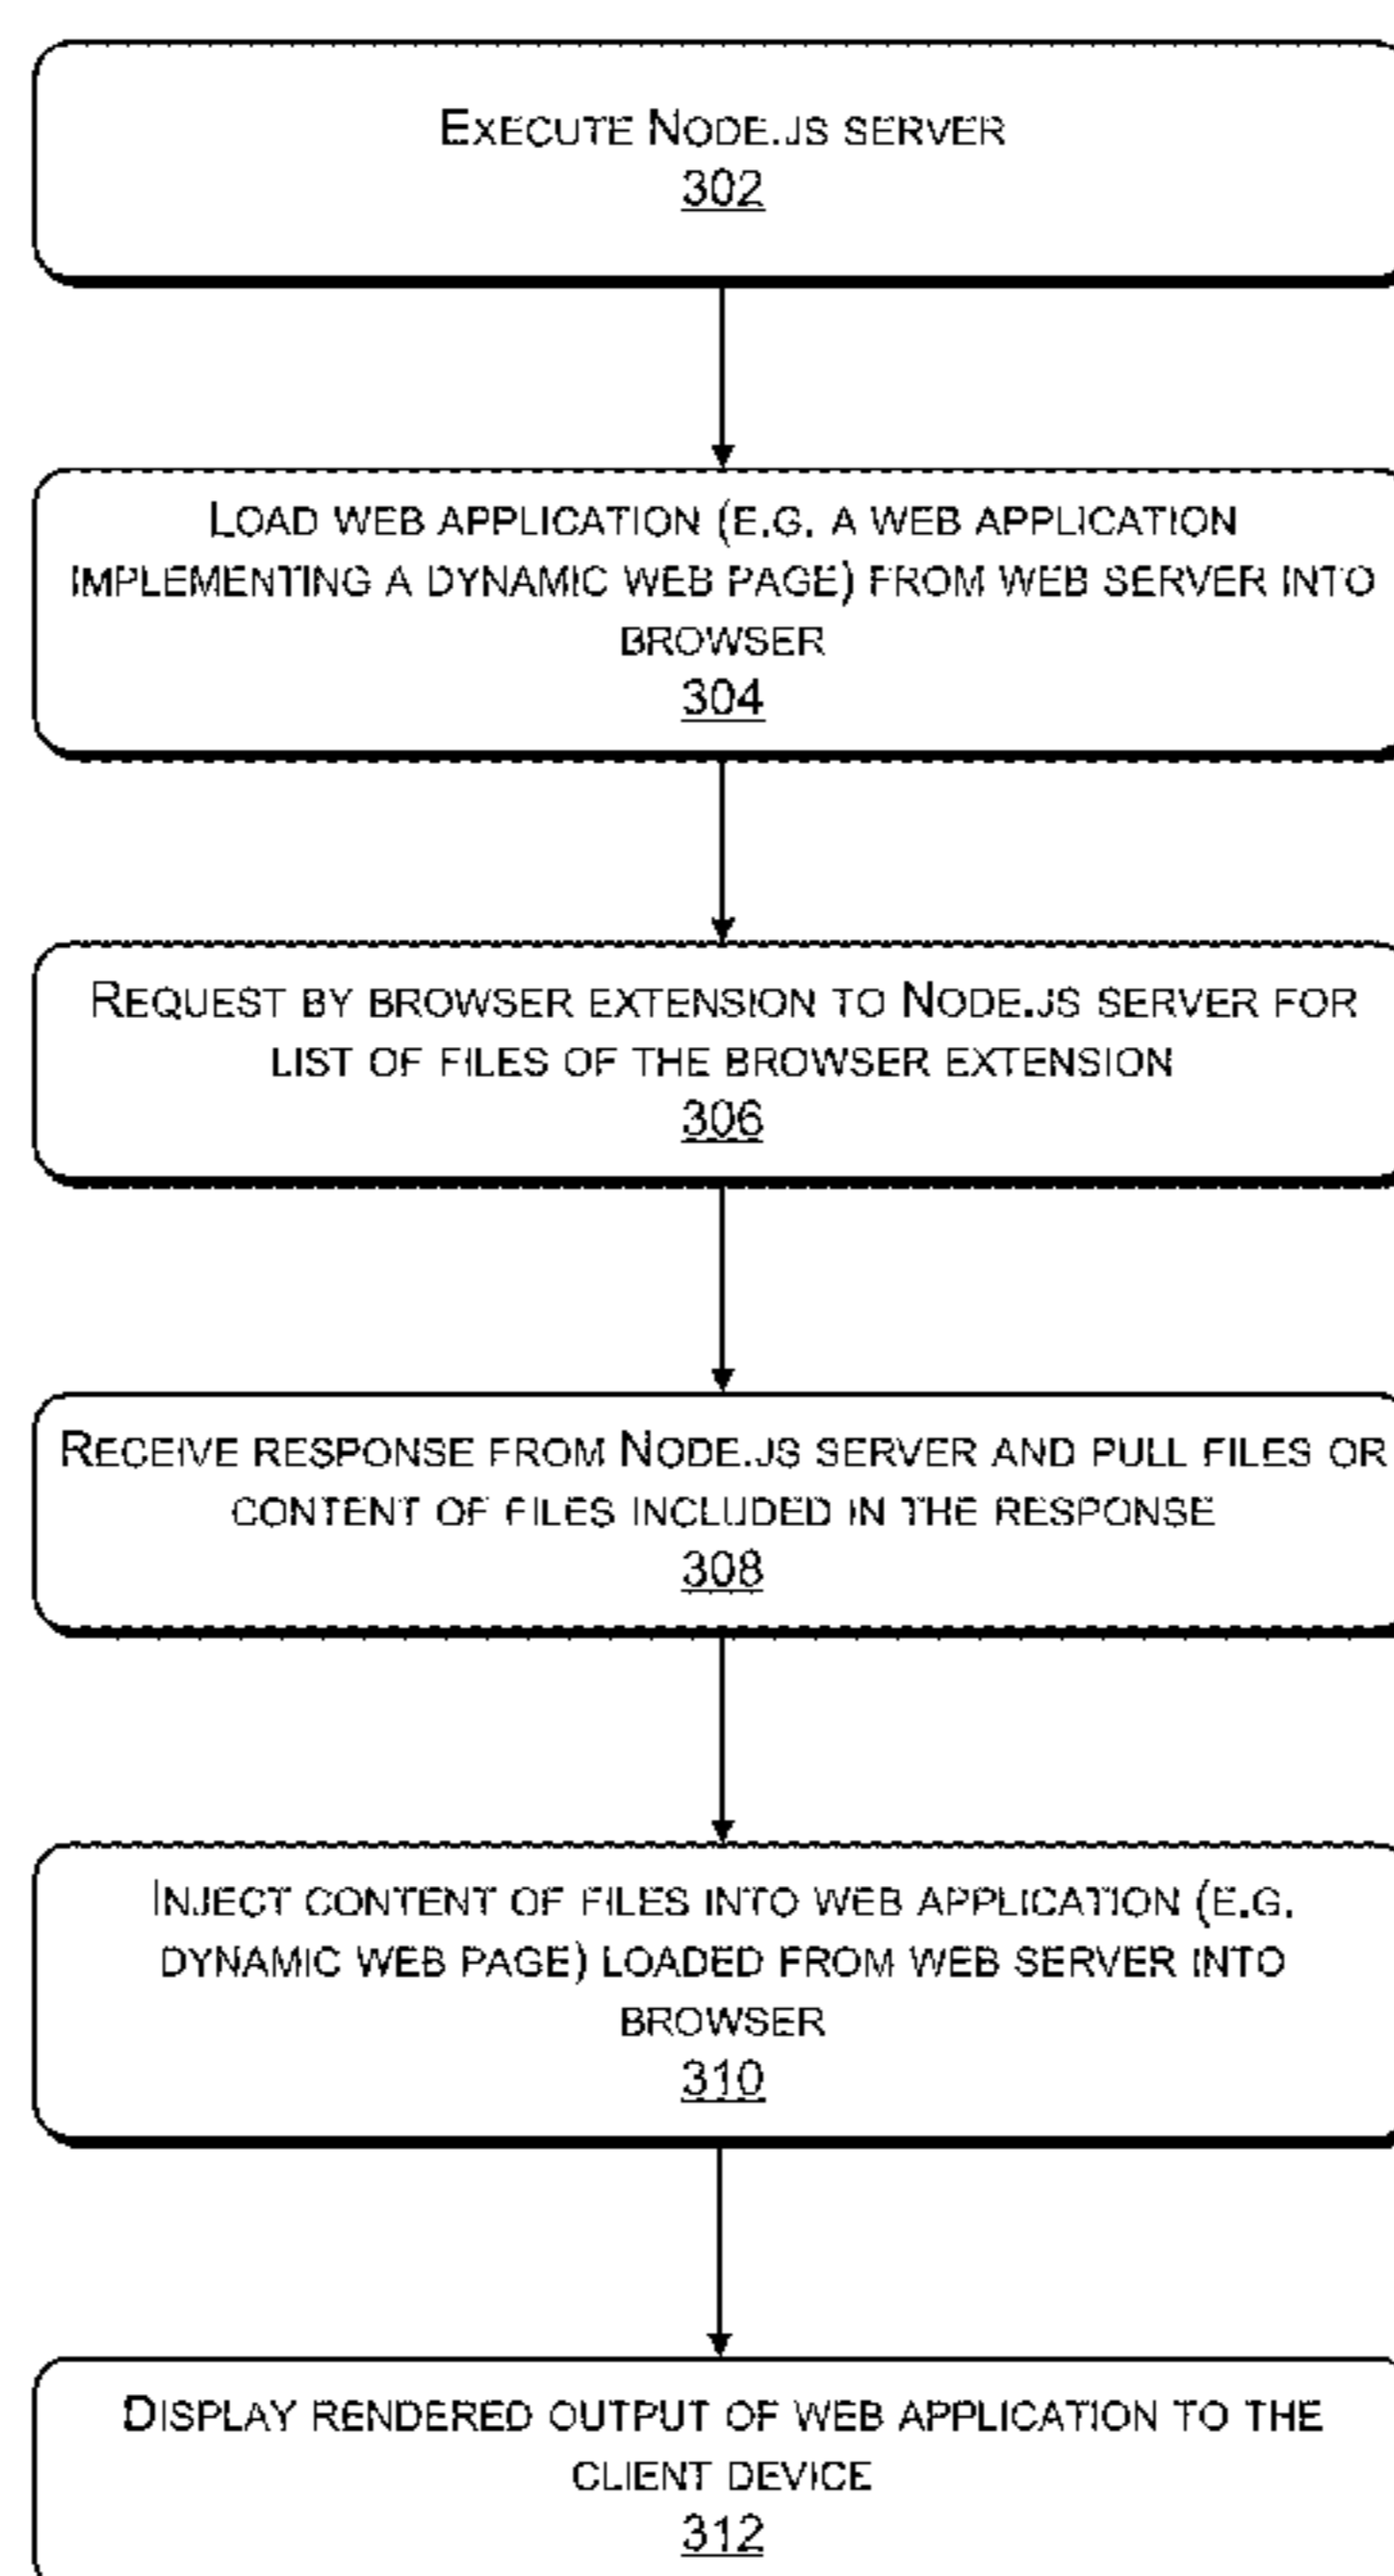 EXECUTE NODE.JS SERVER
302
LOAD WEB APPLICATION (E.G. A WEB APPLICATION
IMPLEMENTING A DYNAMIC WEB PAGE) FROM WEB SERVER INTO
BROWSER
304
REQUEST BY BROWSER EXTENSION TO NODE.JS SERVER FOR
LIST OF FILES OF THE BROWSER EXTENSION
306
RECEIVE RESPONSE FROM NODE.JS SERVER AND PULL FILES OR
CONTENT OF FILES INCLUDED IN THE RESPONSE
308
INJECT CONTENT OF FILES INTO WEB APPLICATION (E.G.
DYNAMIC WEB PAGE) LOADED FROM WEB SERVER INTO
BROWSER
310
DISPLAY RENDERED OUTPUT OF WEB APPLICATION TO THE
CLIENT DEVICE
312